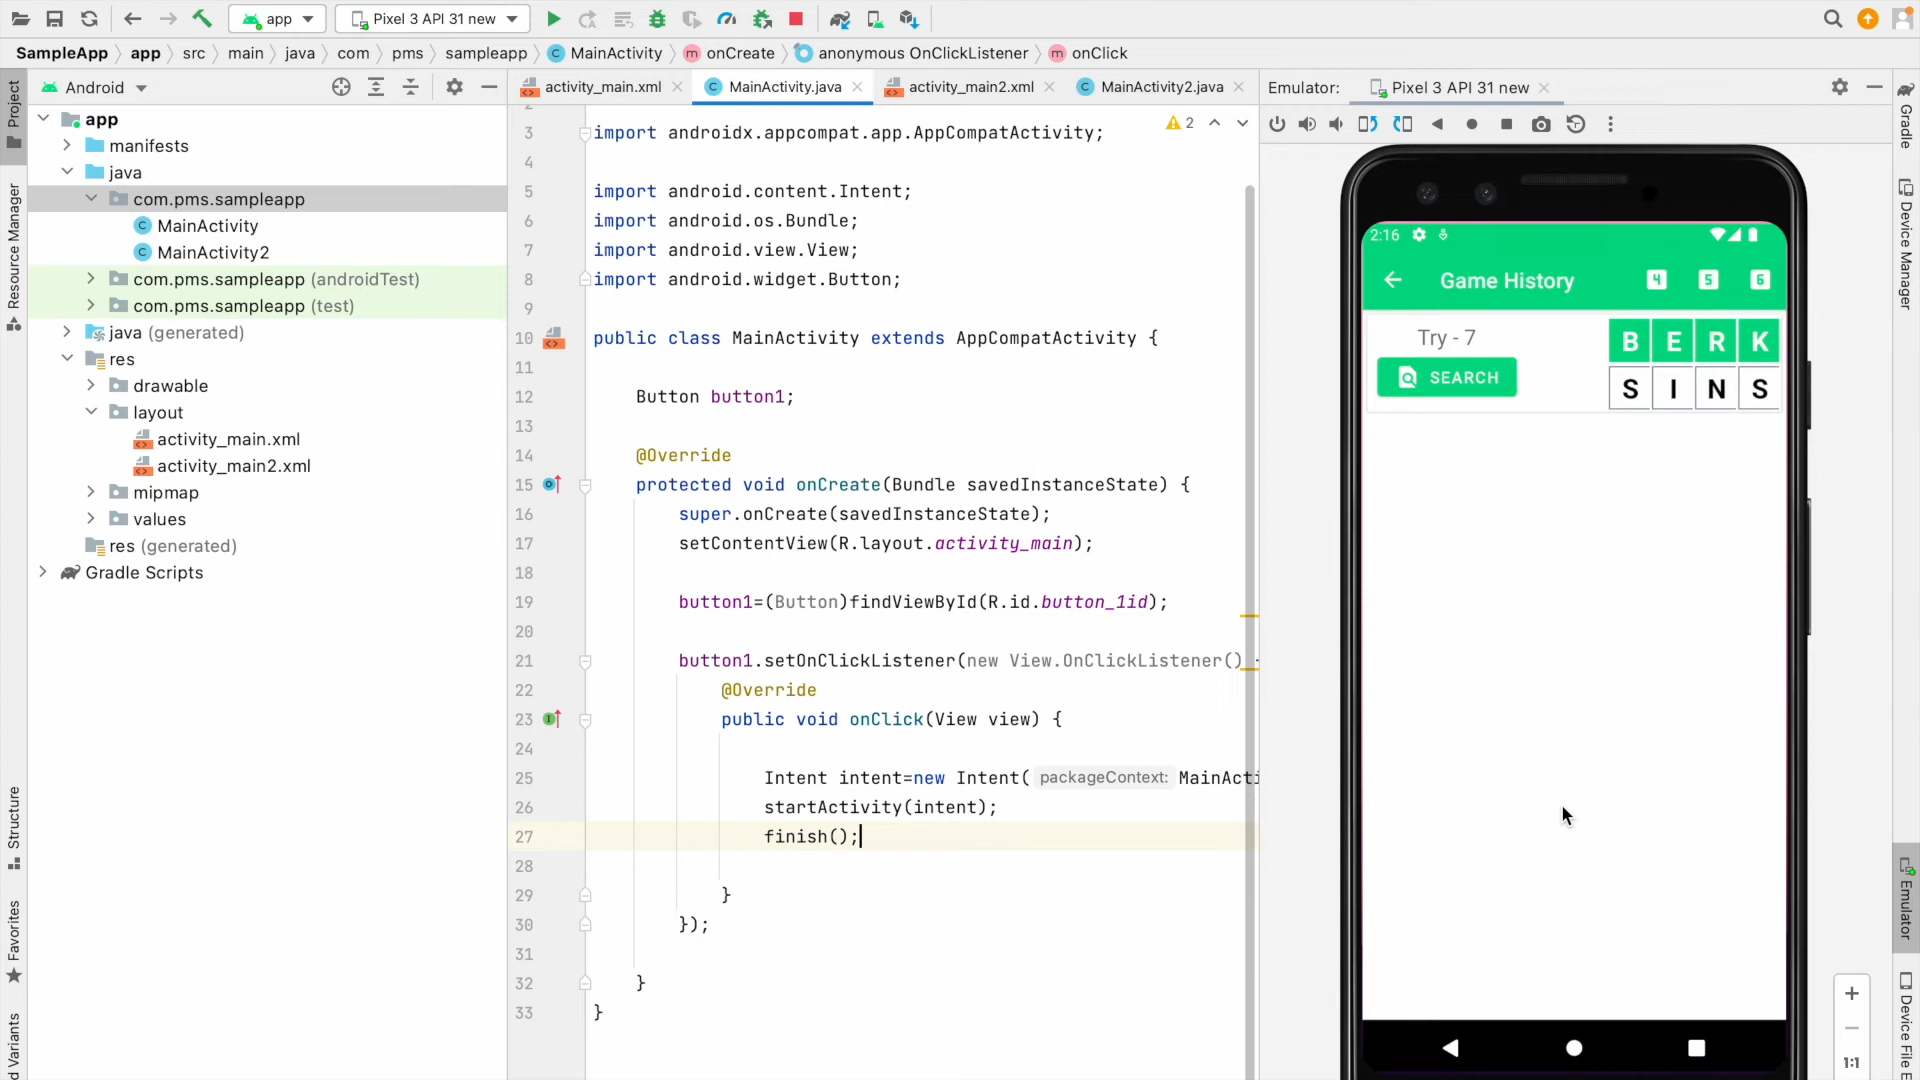 app
Pixel 3 API 31 new
SampleApp app src main java com pms sampleapp MainActivity onCreate anonymous OnClickListener onClick
Project
Resource Manager
Structure
Favorites
d Variants
Android
app
manifests
java
com.pms.sampleapp
MainActivity
MainActivity2
com.pms.sampleapp (androidTest)
com.pms.sampleapp (test)
java (generated)
res
drawable
layout
activity_main.xml
activity_main2.xml
mipmap
values
res (generated)
Gradle Scripts
activity_main.xml MainActivity.java activity_main2.xml MainActivity2.java
2
3 import androidx.appcompat.app.AppCompatActivity;
4
5 import android.content.Intent;
6 import android.os.Bundle;
7 import android.view.View;
8 import android.widget.Button;
9
10 public class MainActivity extends AppCompatActivity {
11
12 Button button1;
13
14 @Override
15 protected void onCreate(Bundle savedInstanceState) {
16 super.onCreate(savedInstanceState);
17 setContentView(R.layout.activity_main);
18
19 button1=(Button)findViewById(R.id.button_1id);
20
21 button1.setOnClickListener(new View.OnClickListener()
22 @Override
23 public void onClick(View view) {
24
25 Intent intent=new Intent( packageContext: MainActi
26 startActivity(intent);
27 finish();
28
29 }
30 });
31
32 }
33 }
Emulator: Pixel 3 API 31 new
2:16
Game History 4 5 6
Try - 7
SEARCH
B E R K
S I N S
1:1
Gradle
Device Manager
Emulator
Device File E